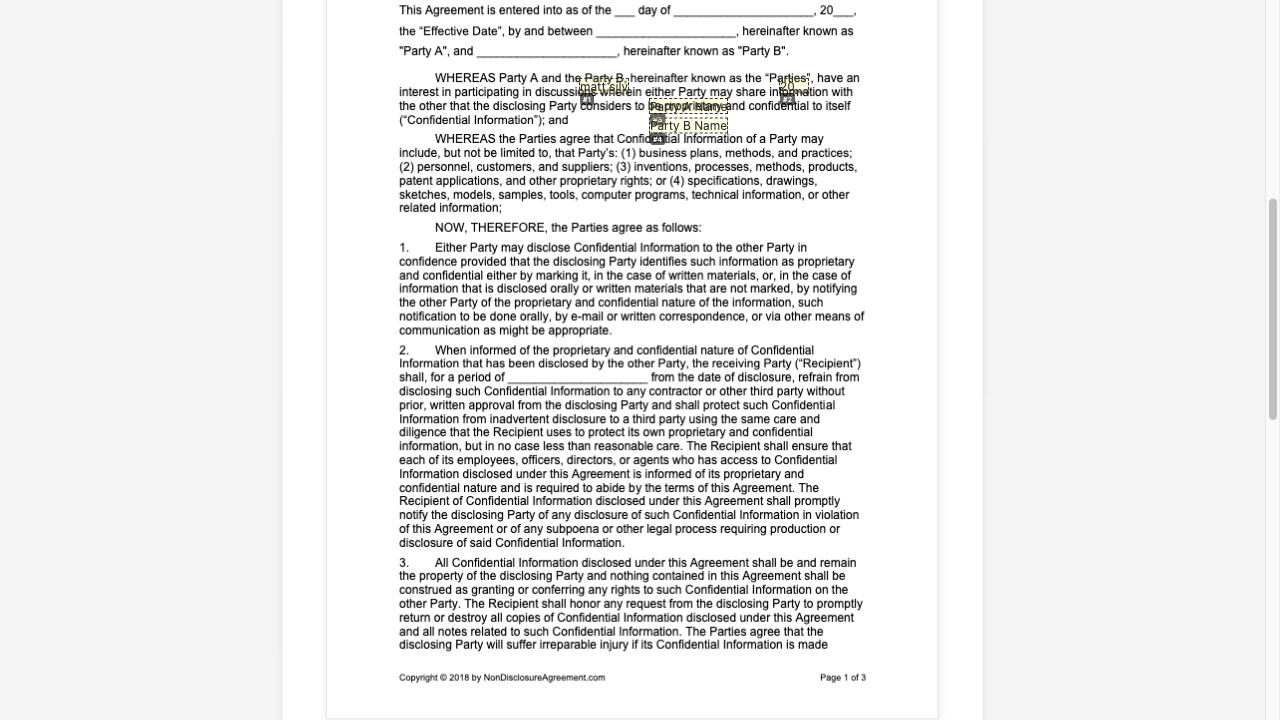 This Agreement is entered into as of the ___ day of _____________________, 20___,
the “Effective Date”, by and between _____________________, hereinafter known as
"Party A", and _____________________, hereinafter known as "Party B".
WHEREAS Party A and the Party B, hereinafter known as the “Parties”, have an
interest in participating in discussions wherein either Party may share information with
the other that the disclosing Party considers to be proprietary and confidential to itself
(“Confidential Information”); and
matt silvi
20
#1
#2
Party A Name
Party B Name
WHEREAS the Parties agree that Confidential Information of a Party may
include, but not be limited to, that Party’s: (1) business plans, methods, and practices;
(2) personnel, customers, and suppliers; (3) inventions, processes, methods, products,
patent applications, and other proprietary rights; or (4) specifications, drawings,
sketches, models, samples, tools, computer programs, technical information, or other
related information;
NOW, THEREFORE, the Parties agree as follows:
1. Either Party may disclose Confidential Information to the other Party in
confidence provided that the disclosing Party identifies such information as proprietary
and confidential either by marking it, in the case of written materials, or, in the case of
information that is disclosed orally or written materials that are not marked, by notifying
the other Party of the proprietary and confidential nature of the information, such
notification to be done orally, by e-mail or written correspondence, or via other means of
communication as might be appropriate.
2. When informed of the proprietary and confidential nature of Confidential
Information that has been disclosed by the other Party, the receiving Party (“Recipient”)
shall, for a period of _____________________ from the date of disclosure, refrain from
disclosing such Confidential Information to any contractor or other third party without
prior, written approval from the disclosing Party and shall protect such Confidential
Information from inadvertent disclosure to a third party using the same care and
diligence that the Recipient uses to protect its own proprietary and confidential
information, but in no case less than reasonable care. The Recipient shall ensure that
each of its employees, officers, directors, or agents who has access to Confidential
Information disclosed under this Agreement is informed of its proprietary and
confidential nature and is required to abide by the terms of this Agreement. The
Recipient of Confidential Information disclosed under this Agreement shall promptly
notify the disclosing Party of any disclosure of such Confidential Information in violation
of this Agreement or of any subpoena or other legal process requiring production or
disclosure of said Confidential Information.
3. All Confidential Information disclosed under this Agreement shall be and remain
the property of the disclosing Party and nothing contained in this Agreement shall be
construed as granting or conferring any rights to such Confidential Information on the
other Party. The Recipient shall honor any request from the disclosing Party to promptly
return or destroy all copies of Confidential Information disclosed under this Agreement
and all notes related to such Confidential Information. The Parties agree that the
disclosing Party will suffer irreparable injury if its Confidential Information is made
Copyright © 2018 by NonDisclosureAgreement.com
Page 1 of 3